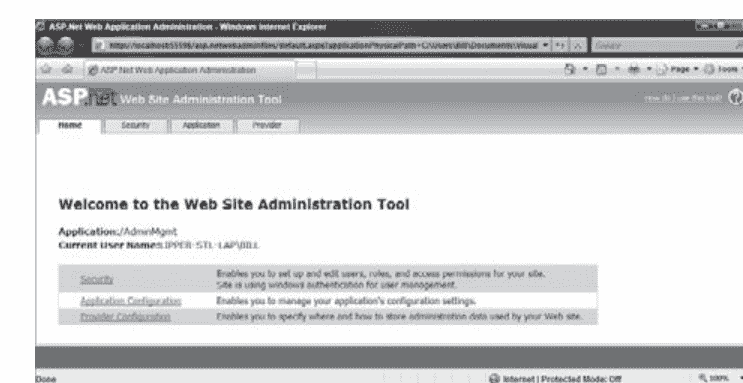 ASP.Net Web Application Administration - Windows Internet Explorer
ASP.Net Web Application Administration
Page
Tools
ASP.net Web Site Administration Tool
How do I use this tool?
Home Security Application Provider
Welcome to the Web Site Administration Tool
Application:/AdminMgmt
Current User Name:
Security Enables you to set up and edit users, roles, and access permissions for your site.
Site is using windows authentication for user management.
Application Configuration Enables you to manage your application's configuration settings.
Provider Configuration Enables you to specify where and how to store administration data used by your Web site.
Done Internet | Protected Mode: Off 100%